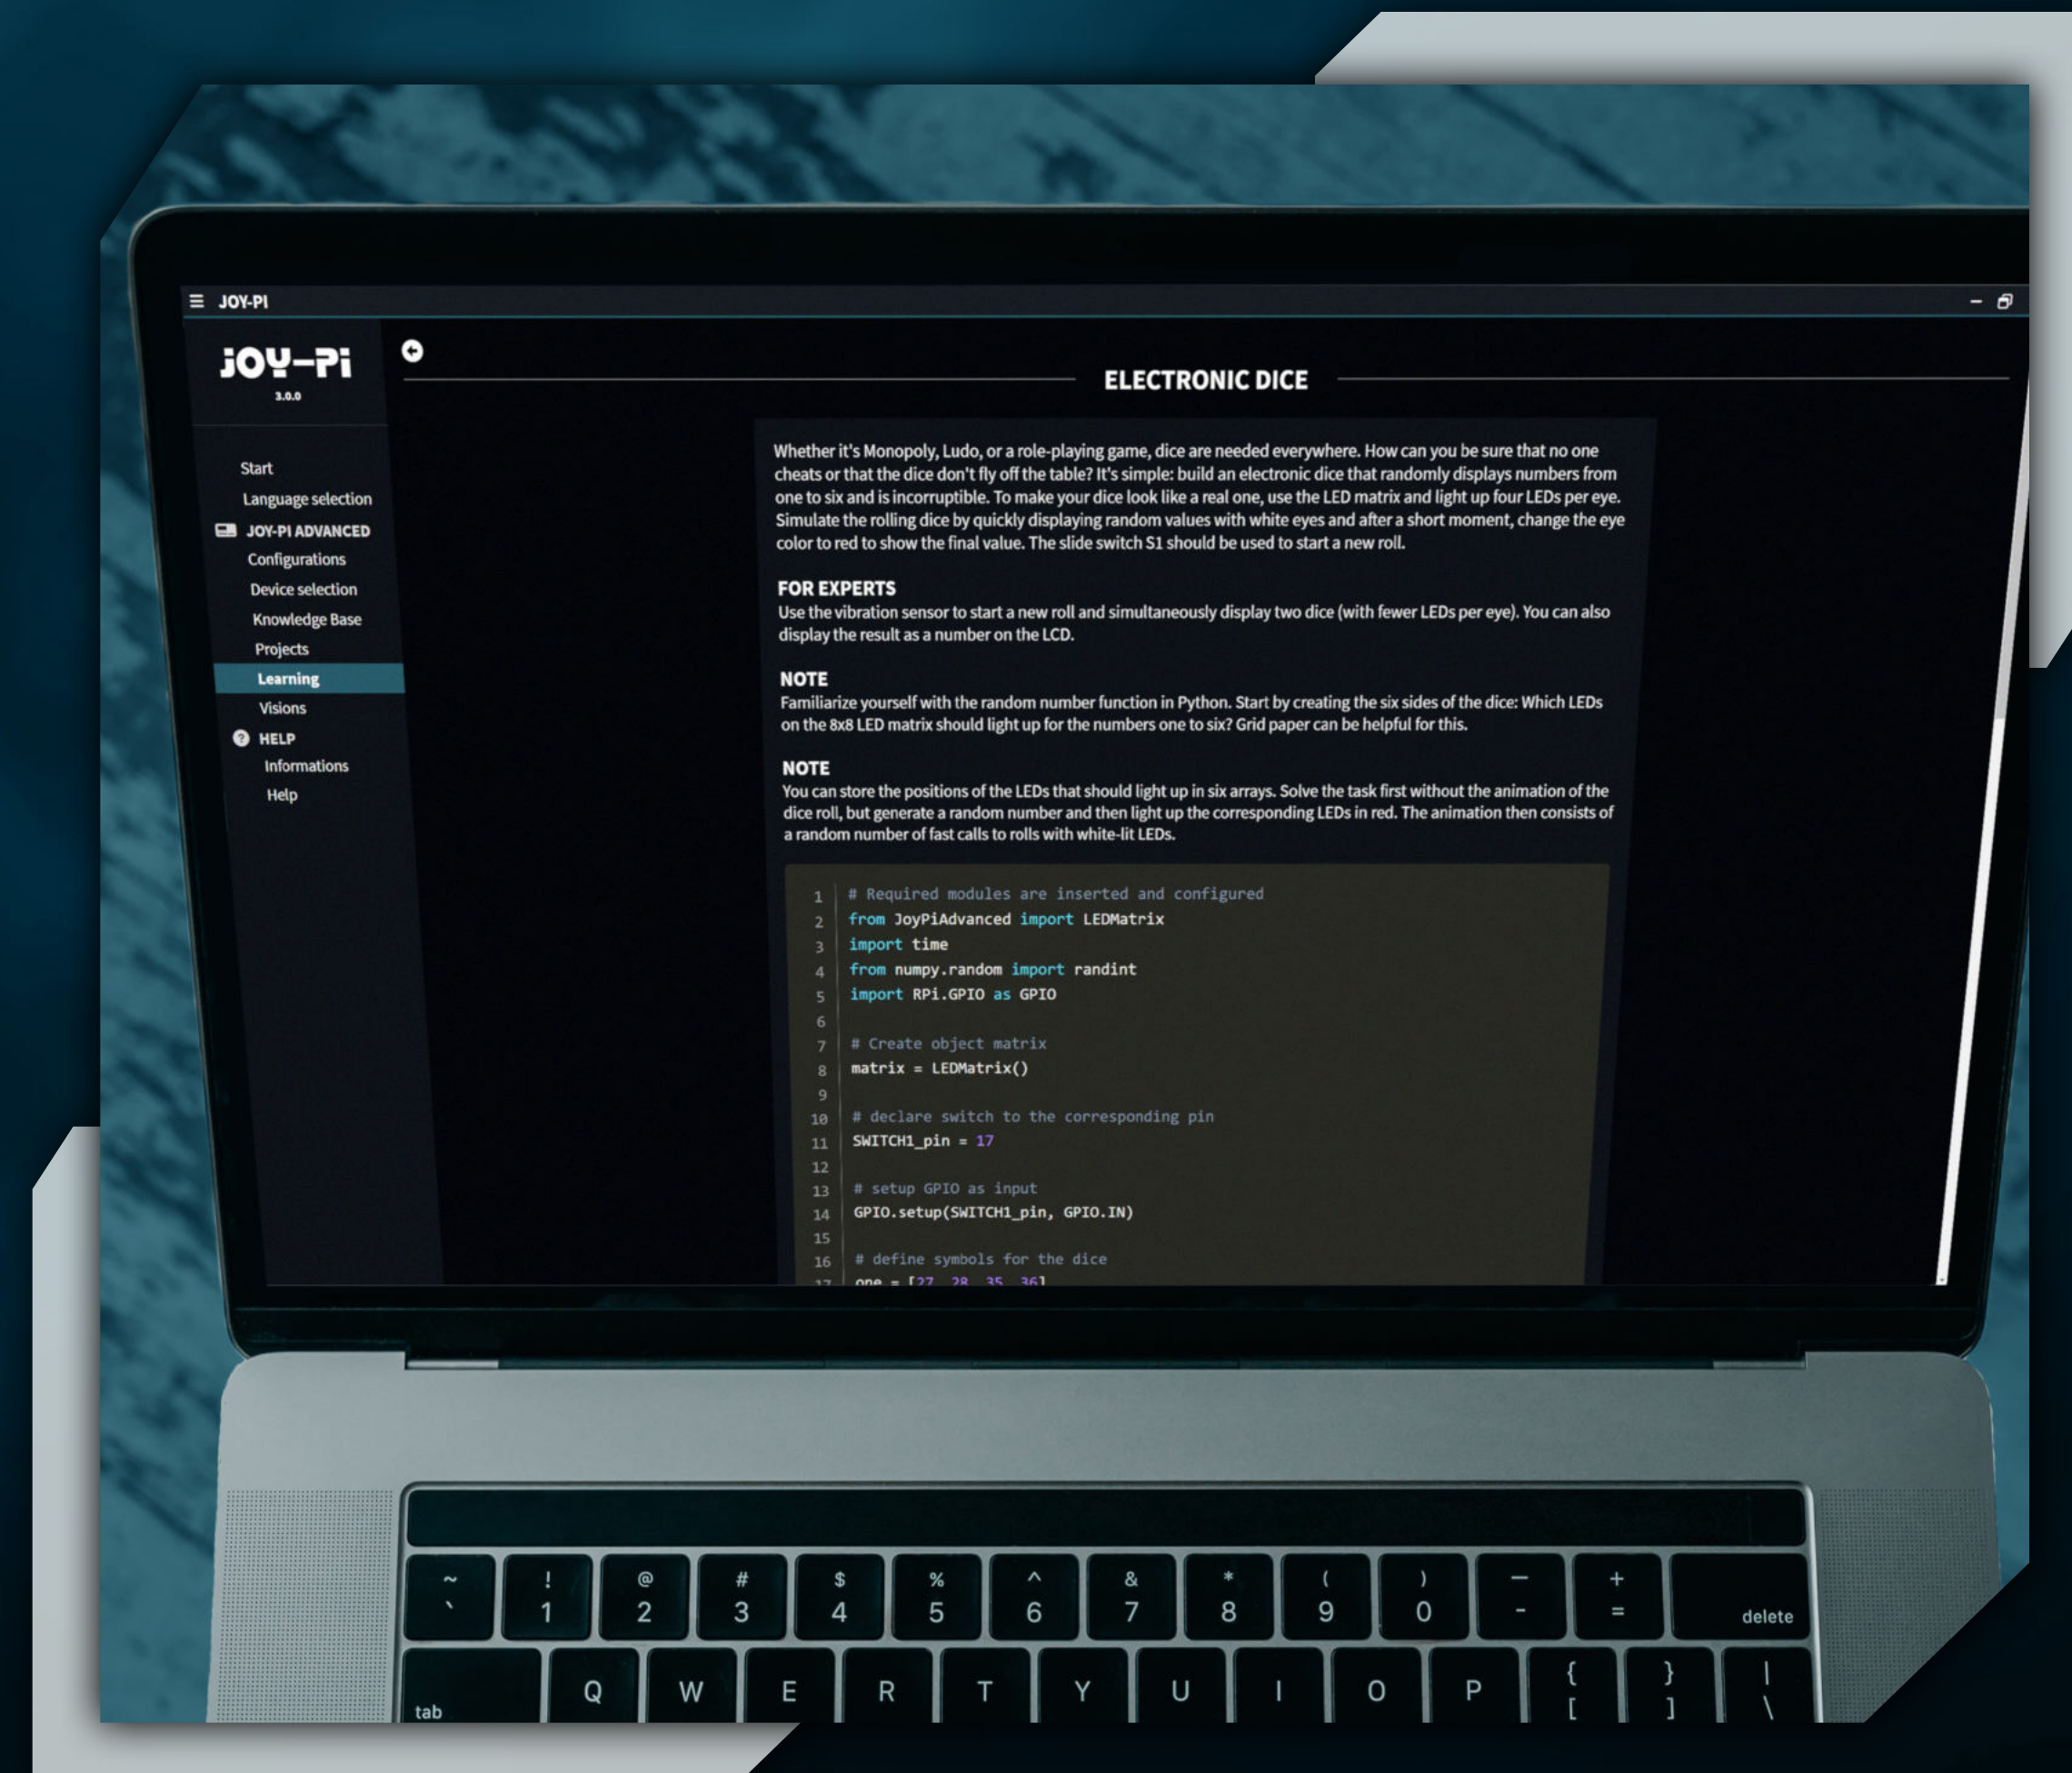 JOY-PI
JOY-Pi
3.0.0
Start
Language selection
JOY-PI ADVANCED
Configurations
Device selection
Knowledge Base
Projects
Learning
Visions
HELP
Informations
Help
ELECTRONIC DICE
Whether it's Monopoly, Ludo, or a role-playing game, dice are needed everywhere. How can you be sure that no one
cheats or that the dice don't fly off the table? It's simple: build an electronic dice that randomly displays numbers from
one to six and is incorruptible. To make your dice look like a real one, use the LED matrix and light up four LEDs per eye.
Simulate the rolling dice by quickly displaying random values with white eyes and after a short moment, change the eye
color to red to show the final value. The slide switch S1 should be used to start a new roll.
FOR EXPERTS
Use the vibration sensor to start a new roll and simultaneously display two dice (with fewer LEDs per eye). You can also
display the result as a number on the LCD.
NOTE
Familiarize yourself with the random number function in Python. Start by creating the six sides of the dice: Which LEDs
on the 8x8 LED matrix should light up for the numbers one to six? Grid paper can be helpful for this.
NOTE
You can store the positions of the LEDs that should light up in six arrays. Solve the task first without the animation of the
dice roll, but generate a random number and then light up the corresponding LEDs in red. The animation then consists of
a random number of fast calls to rolls with white-lit LEDs.
1 # Required modules are inserted and configured
2 from JoyPiAdvanced import LEDMatrix
3 import time
4 from numpy.random import randint
5 import RPi.GPIO as GPIO
6
7 # Create object matrix
8 matrix = LEDMatrix()
9
10 # declare switch to the corresponding pin
11 SWITCH1_pin = 17
12
13 # setup GPIO as input
14 GPIO.setup(SWITCH1_pin, GPIO.IN)
15
16 # define symbols for the dice
17 one = [27, 28, 35, 36]
~ ! @ # $ % ^ & * ( ) — +
` 1 2 3 4 5 6 7 8 9 0 - = delete
tab Q W E R T Y U I O P { } |
[ ] \